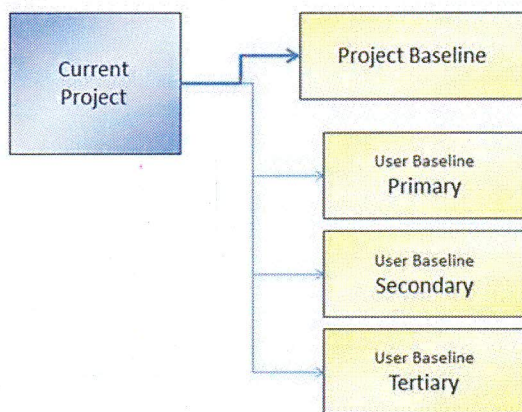 Current
Project
Project Baseline
User Baseline
Primary
User Baseline
Secondary
User Baseline
Tertiary